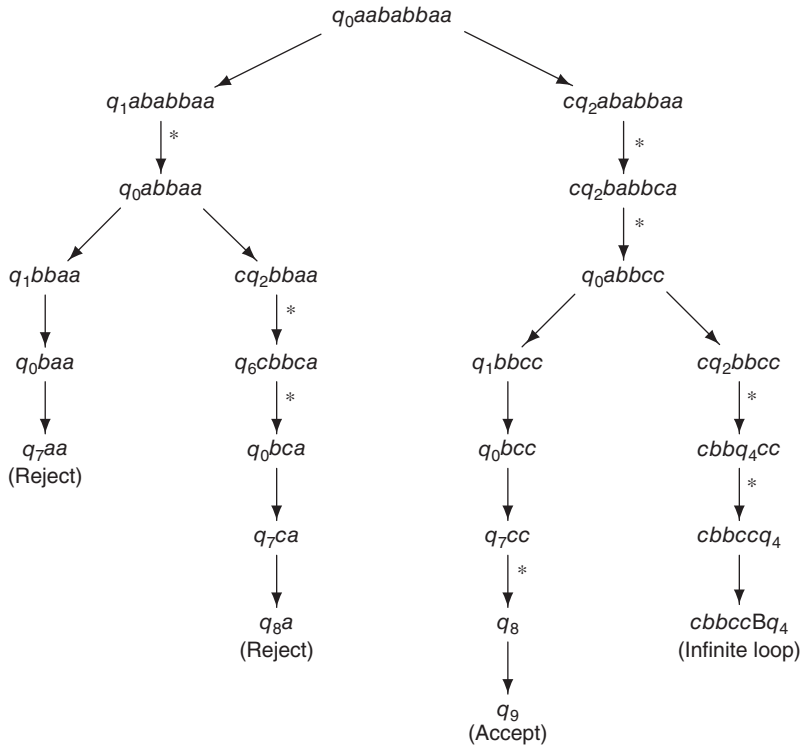 q₀aababbaa
q₁ababbaa cq₂ababbaa
* *
q₀abbaa cq₂babbca
*
q₁bbaa cq₂bbaa q₀abbcc
*
q₀baa q₆cbbca q₁bbcc cq₂bbcc
* *
q₇aa q₀bca q₀bcc cbbq₄cc
(Reject)
*
q₇ca q₇cc cbbccq₄
*
q₈a q₈ cbbccBq₄
(Reject) (Infinite loop)
q₉
(Accept)